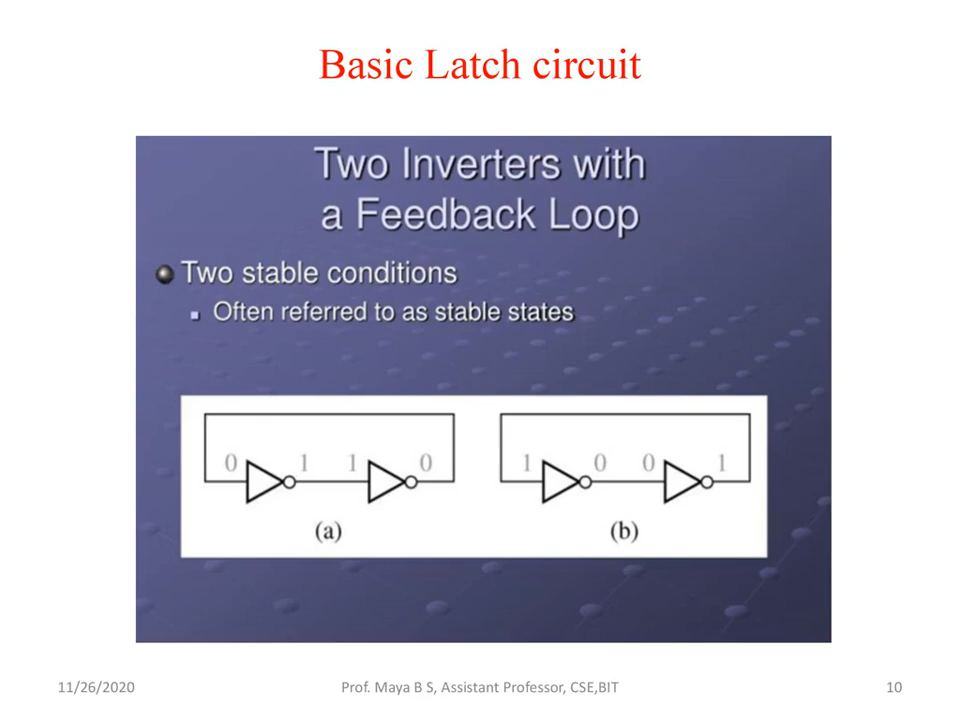 Basic Latch circuit
Two Inverters with
a Feedback Loop
Two stable conditions
Often referred to as stable states
0 1 1 0
1 0 0 1
(a)
(b)
11/26/2020
Prof. Maya B S, Assistant Professor, CSE,BIT
10